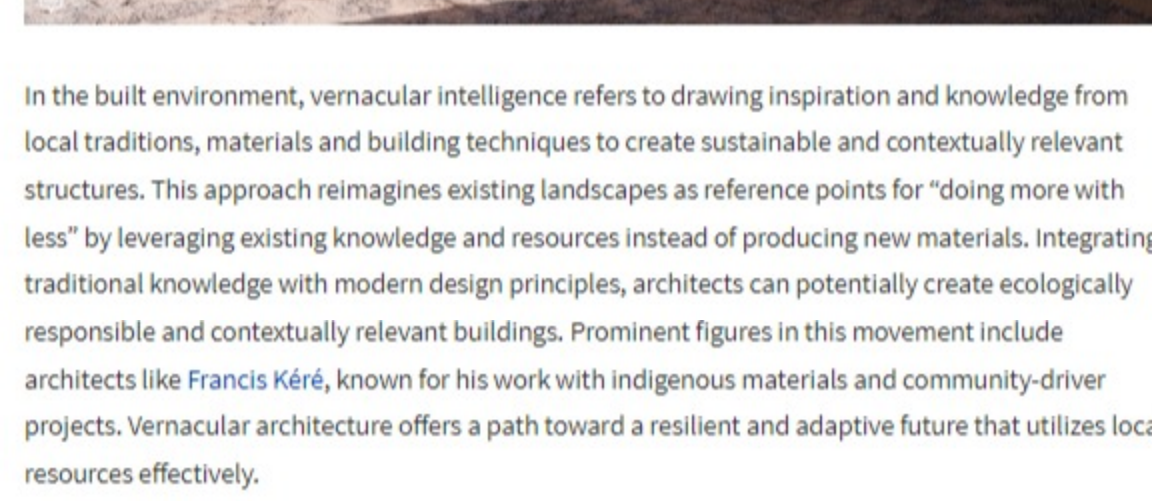 In the built environment, vernacular intelligence refers to drawing inspiration and knowledge from
local traditions, materials and building techniques to create sustainable and contextually relevant
structures. This approach reimagines existing landscapes as reference points for “doing more with
less” by leveraging existing knowledge and resources instead of producing new materials. Integrating
traditional knowledge with modern design principles, architects can potentially create ecologically
responsible and contextually relevant buildings. Prominent figures in this movement include
architects like Francis Kéré, known for his work with indigenous materials and community-driver
projects. Vernacular architecture offers a path toward a resilient and adaptive future that utilizes loca
resources effectively.